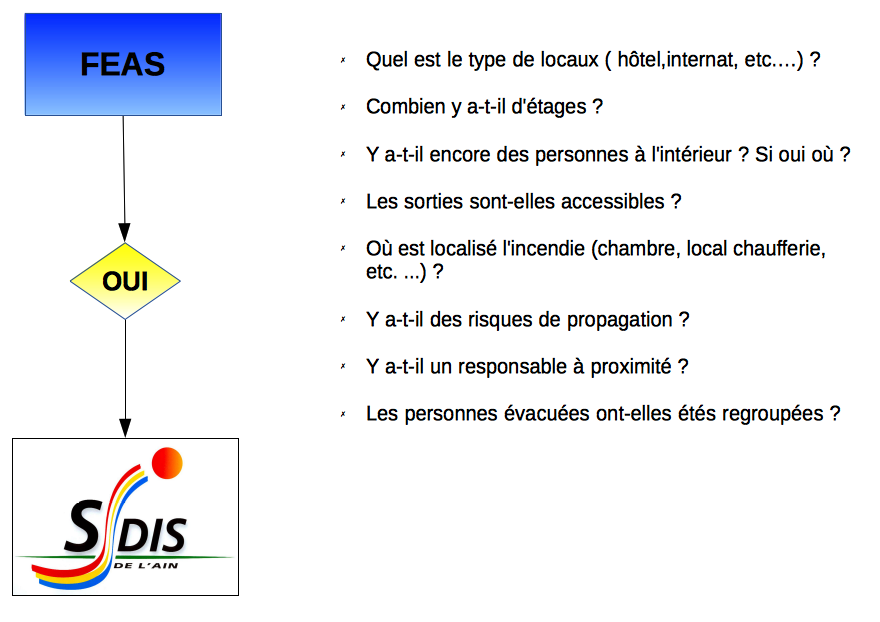 FEAS
OUI
SDIS
DE L'AIN
Quel est le type de locaux ( hôtel,internat, etc.…) ?
Combien y a-t-il d'étages ?
Y a-t-il encore des personnes à l'intérieur ? Si oui où ?
Les sorties sont-elles accessibles ?
Où est localisé l'incendie (chambre, local chaufferie,
etc. ...) ?
Y a-t-il des risques de propagation ?
Y a-t-il un responsable à proximité ?
Les personnes évacuées ont-elles étés regroupées ?